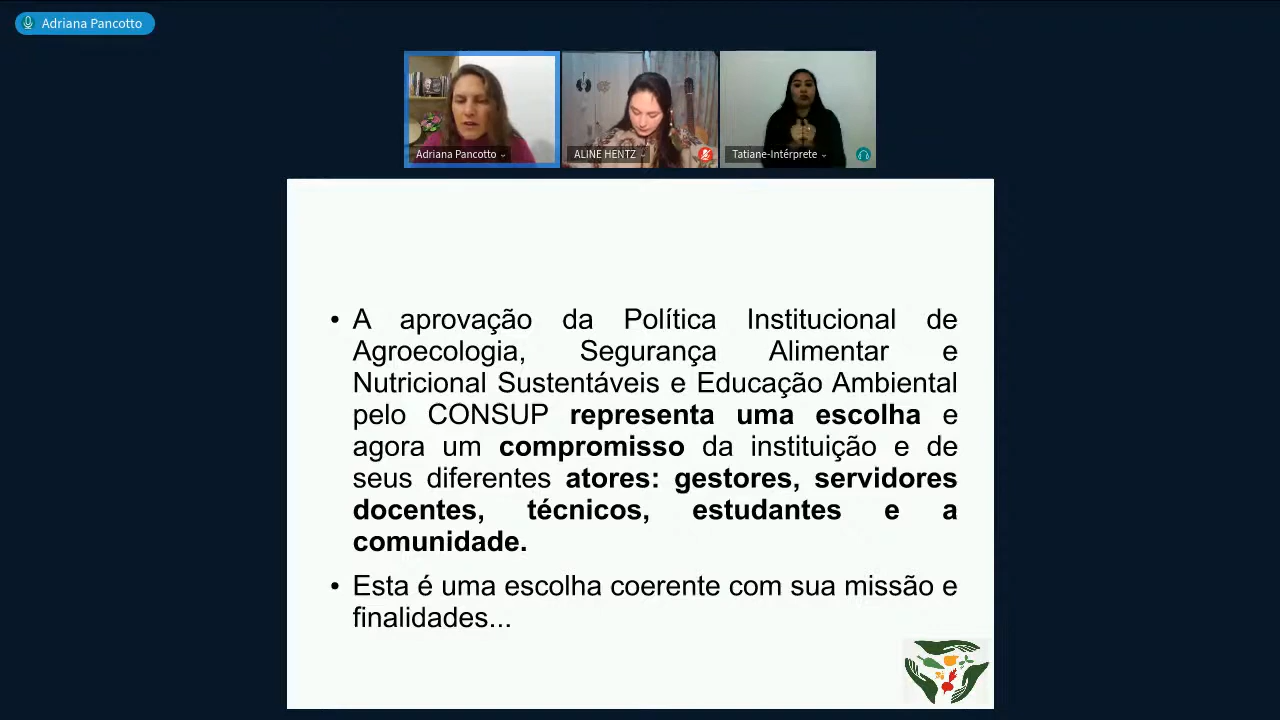 Adriana Pancotto
Adriana Pancotto
ALINE HENTZ
Tatiane-Intérprete
• A aprovação da Política Institucional de
Agroecologia, Segurança Alimentar e
Nutricional Sustentáveis e Educação Ambiental
pelo CONSUP representa uma escolha e
agora um compromisso da instituição e de
seus diferentes atores: gestores, servidores
docentes, técnicos, estudantes e a
comunidade.
• Esta é uma escolha coerente com sua missão e
finalidades...